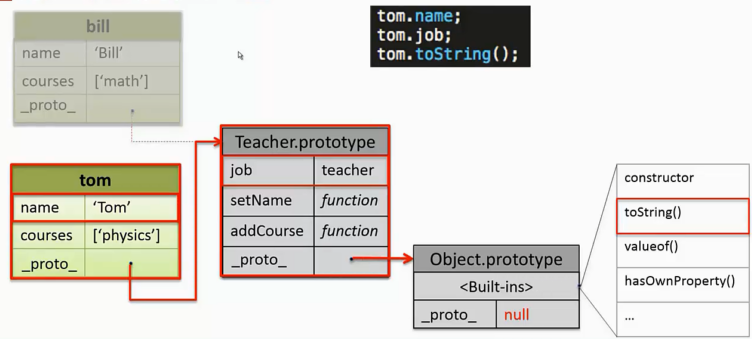 bill
name 'Bill'
courses ['math']
_proto_
tom.name;
tom.job;
tom.toString();
Teacher.prototype
job teacher
setName function
addCourse function
_proto_
tom
name 'Tom'
courses ['physics']
_proto_
Object.prototype
<Built-ins>
_proto_ null
constructor
toString()
valueof()
hasOwnProperty()
...